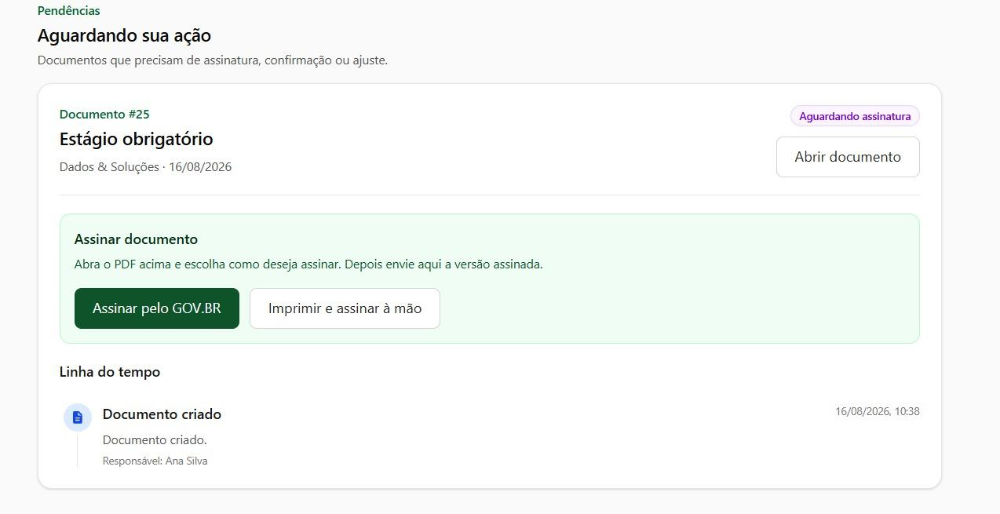 Pendências
Aguardando sua ação
Documentos que precisam de assinatura, confirmação ou ajuste.
Documento #25
Aguardando assinatura
Estágio obrigatório
Abrir documento
Dados & Soluções · 16/08/2026
Assinar documento
Abra o PDF acima e escolha como deseja assinar. Depois envie aqui a versão assinada.
Assinar pelo GOV.BR
Imprimir e assinar à mão
Linha do tempo
Documento criado
16/08/2026, 10:38
Documento criado.
Responsável: Ana Silva